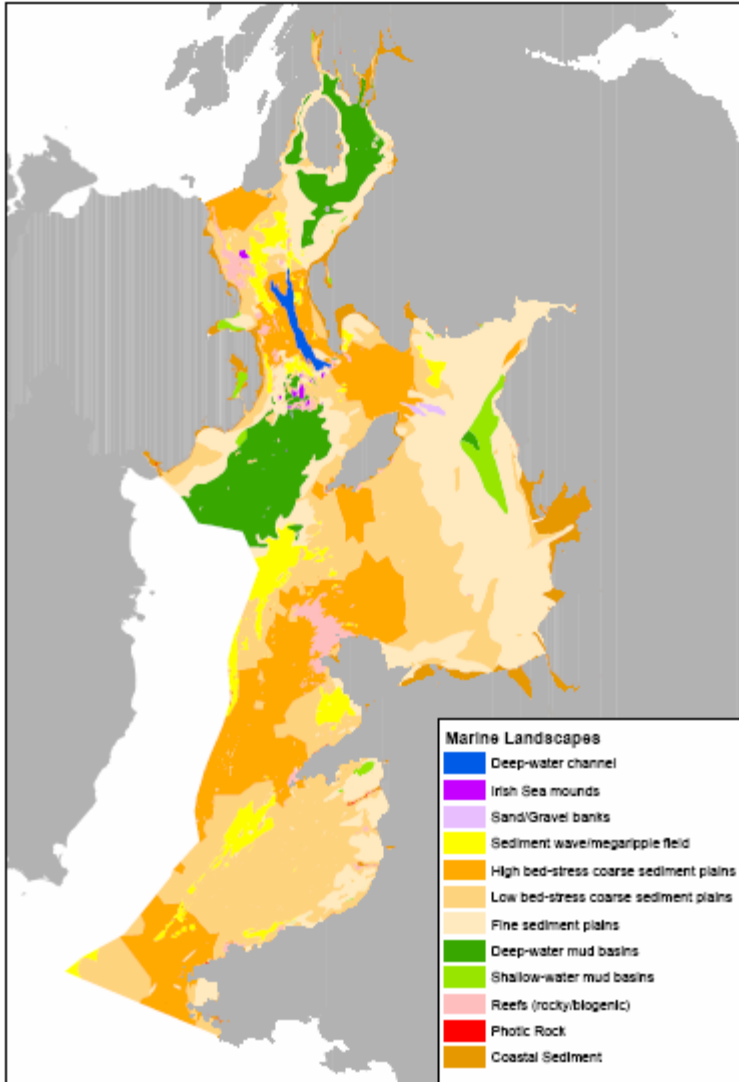 Marine Landscapes
Deep-water channel
Irish Sea mounds
Sand/Gravel banks
Sediment wave/megaripple field
High bed-stress coarse sediment plains
Low bed-stress coarse sediment plains
Fine sediment plains
Deep-water mud basins
Shallow-water mud basins
Reefs (rocky/biogenic)
Photic Rock
Coastal Sediment